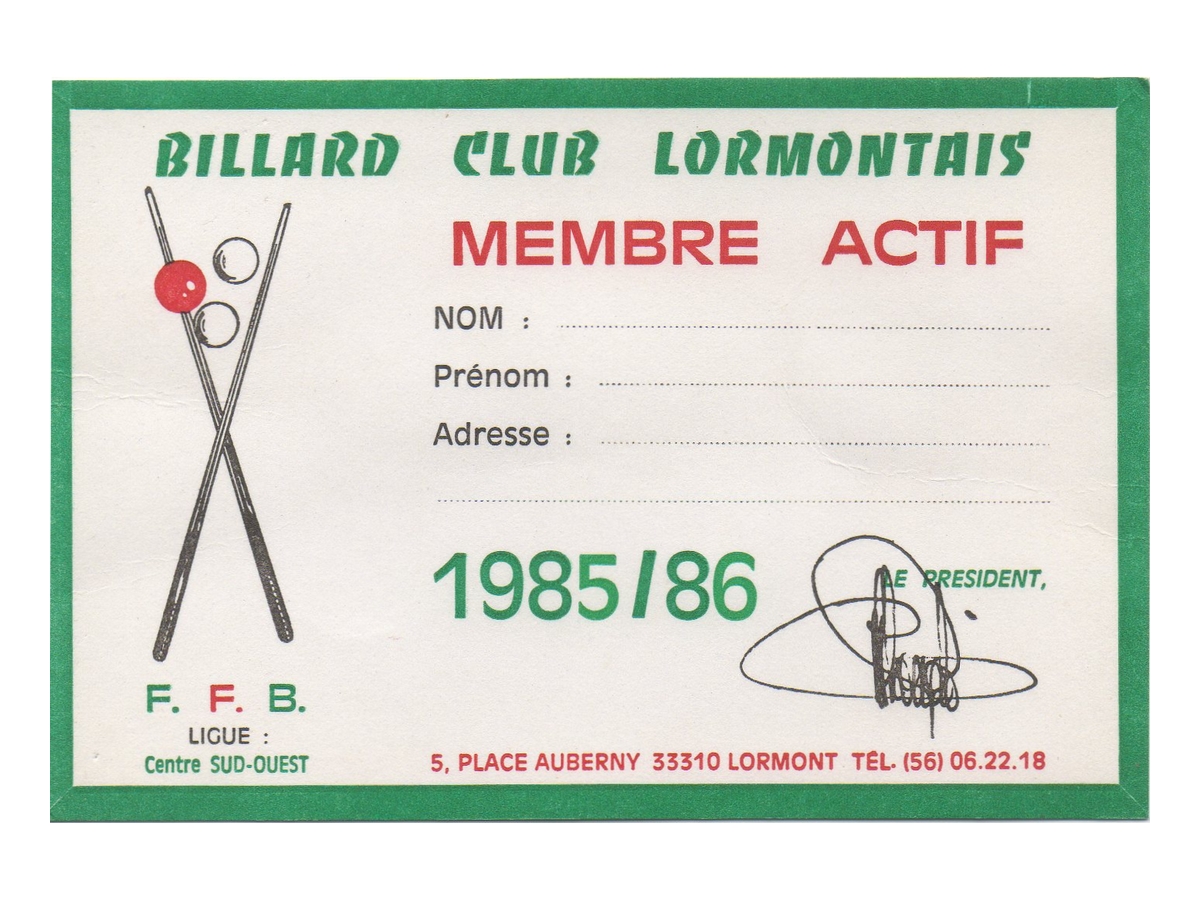 BILLARD CLUB LORMONTAIS
MEMBRE ACTIF
NOM :
Prénom :
Adresse :
1985/86
LE PRESIDENT,
F. F. B.
LIGUE :
Centre SUD-OUEST
5, PLACE AUBERNY 33310 LORMONT TÉL. (56) 06.22.18